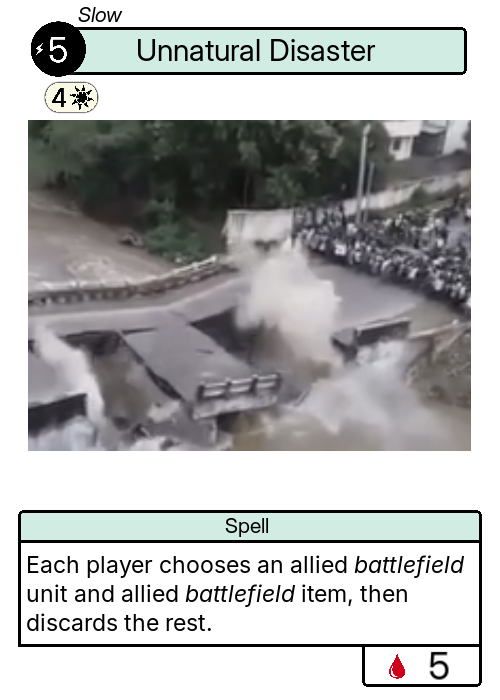 Slow
5
Unnatural Disaster
4
Spell
Each player chooses an allied battlefield
unit and allied battlefield item, then
discards the rest.
5